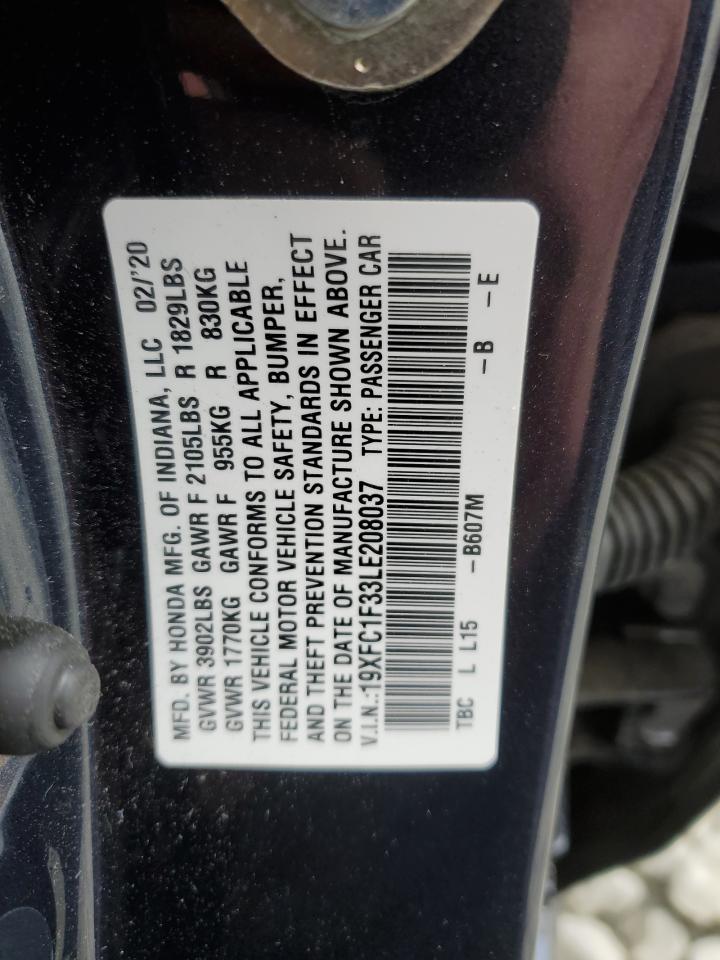 MFD. BY HONDA MFG. OF INDIANA, LLC 02/'20
GVWR 3902LBS GAWR F 2105LBS R 1829LBS
GVWR 1770KG GAWR F 955KG R 830KG
THIS VEHICLE CONFORMS TO ALL APPLICABLE
FEDERAL MOTOR VEHICLE SAFETY, BUMPER,
AND THEFT PREVENTION STANDARDS IN EFFECT
ON THE DATE OF MANUFACTURE SHOWN ABOVE.
V.I.N.:19XFC1F33LE208037 TYPE: PASSENGER CAR
TBC L L15 -B607M -B -E